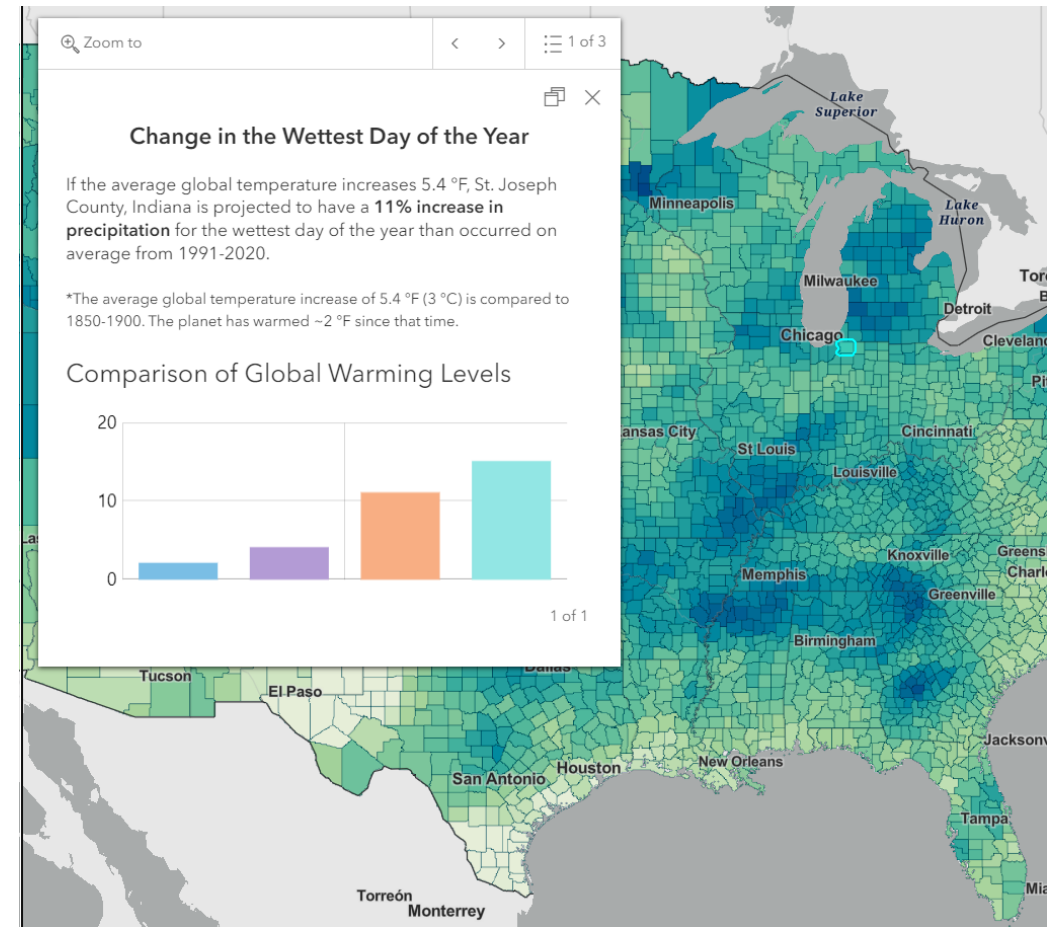 Zoom to
1 of 3
Change in the Wettest Day of the Year
If the average global temperature increases 5.4 °F, St. Joseph
County, Indiana is projected to have a 11% increase in
precipitation for the wettest day of the year than occurred on
average from 1991-2020.
*The average global temperature increase of 5.4 °F (3 °C) is compared to
1850-1900. The planet has warmed ~2 °F since that time.
Comparison of Global Warming Levels
20
10
0
1 of 1
Lake
Superior
Minneapolis
Lake
Huron
Milwaukee
Detroit
Chicago
Cleveland
ansas City
Cincinnati
St Louis
Louisville
Knoxville
Greens
Memphis
Charl
Greenville
Birmingham
Dallas
Tucson
El Paso
Jacksonv
New Orleans
Houston
San Antonio
Tampa
Torreón
Monterrey
Mia